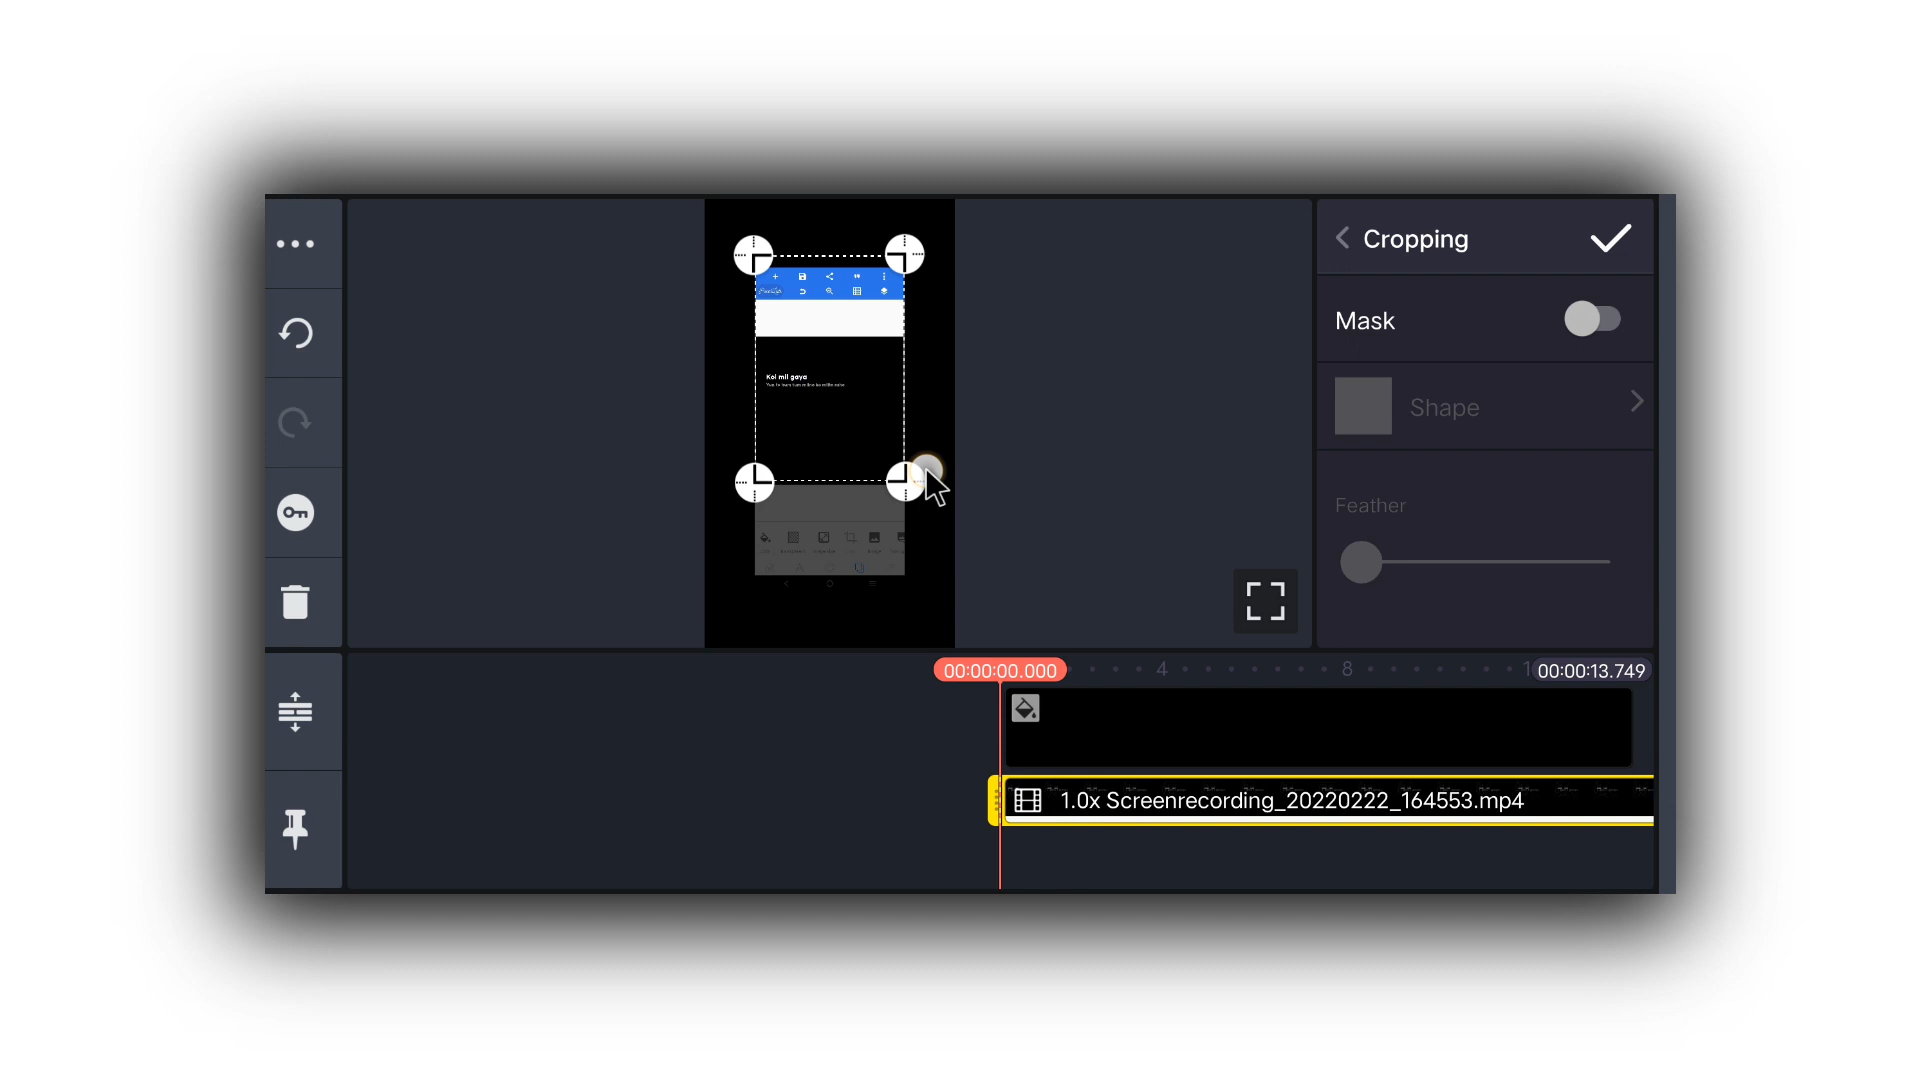 Cropping
Mask
Shape
Feather
Koi mil gaya
00:00:00.000
4
8
1
00:00:13.749
1.0x Screenrecording_20220222_164553.mp4